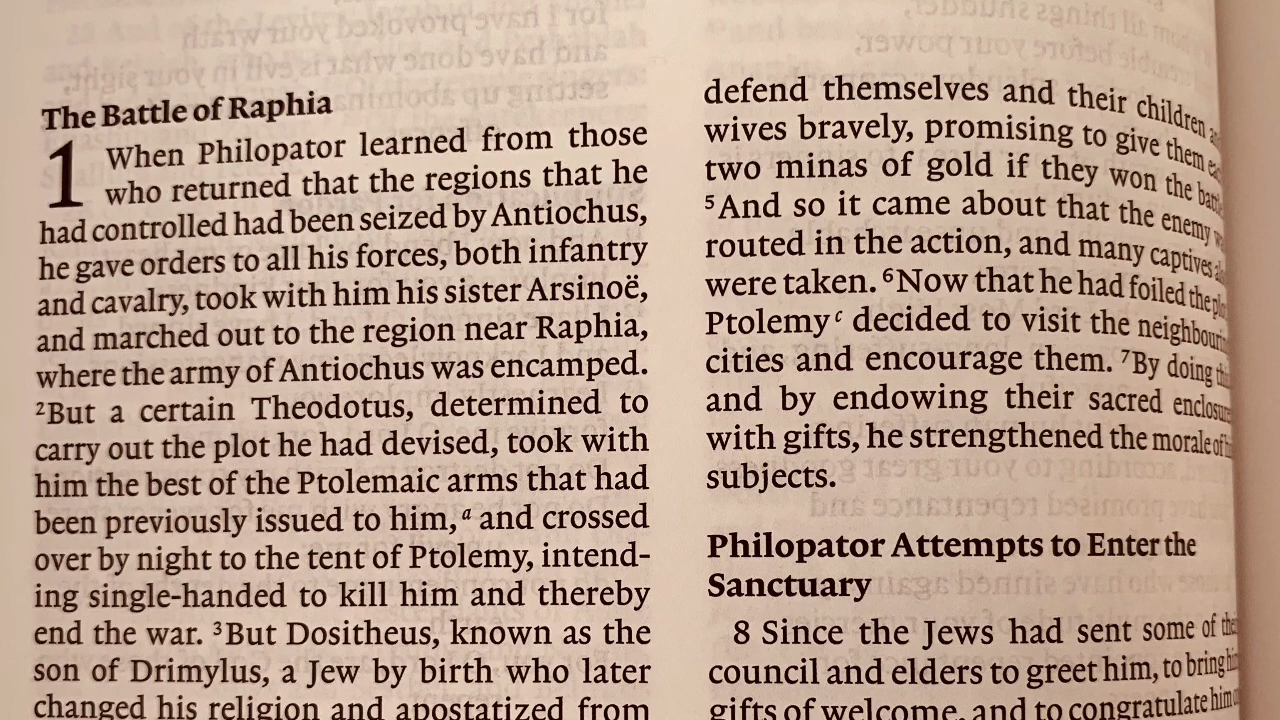 The Battle of Raphia
1 When Philopator learned from those
who returned that the regions that he
had controlled had been seized by Antiochus,
he gave orders to all his forces, both infantry
and cavalry, took with him his sister Arsinoë,
and marched out to the region near Raphia,
where the army of Antiochus was encamped.
²But a certain Theodotus, determined to
carry out the plot he had devised, took with
him the best of the Ptolemaic arms that had
been previously issued to him,ᵃ and crossed
over by night to the tent of Ptolemy, intend-
ing single-handed to kill him and thereby
end the war. ³But Dositheus, known as the
son of Drimylus, a Jew by birth who later
changed his religion and apostatized from
defend themselves and their children
wives bravely, promising to give them
two minas of gold if they won the
⁵And so it came about that the enemy
routed in the action, and many captives
were taken. ⁶Now that he had foiled the
Ptolemyᶜ decided to visit the
cities and encourage them. ⁷By doing
and by endowing their sacred
with gifts, he strengthened the morale of
subjects.
Philopator Attempts to Enter the
Sanctuary
8 Since the Jews had sent some of
council and elders to greet him, to bring
gifts of welcome, and to congratulate him